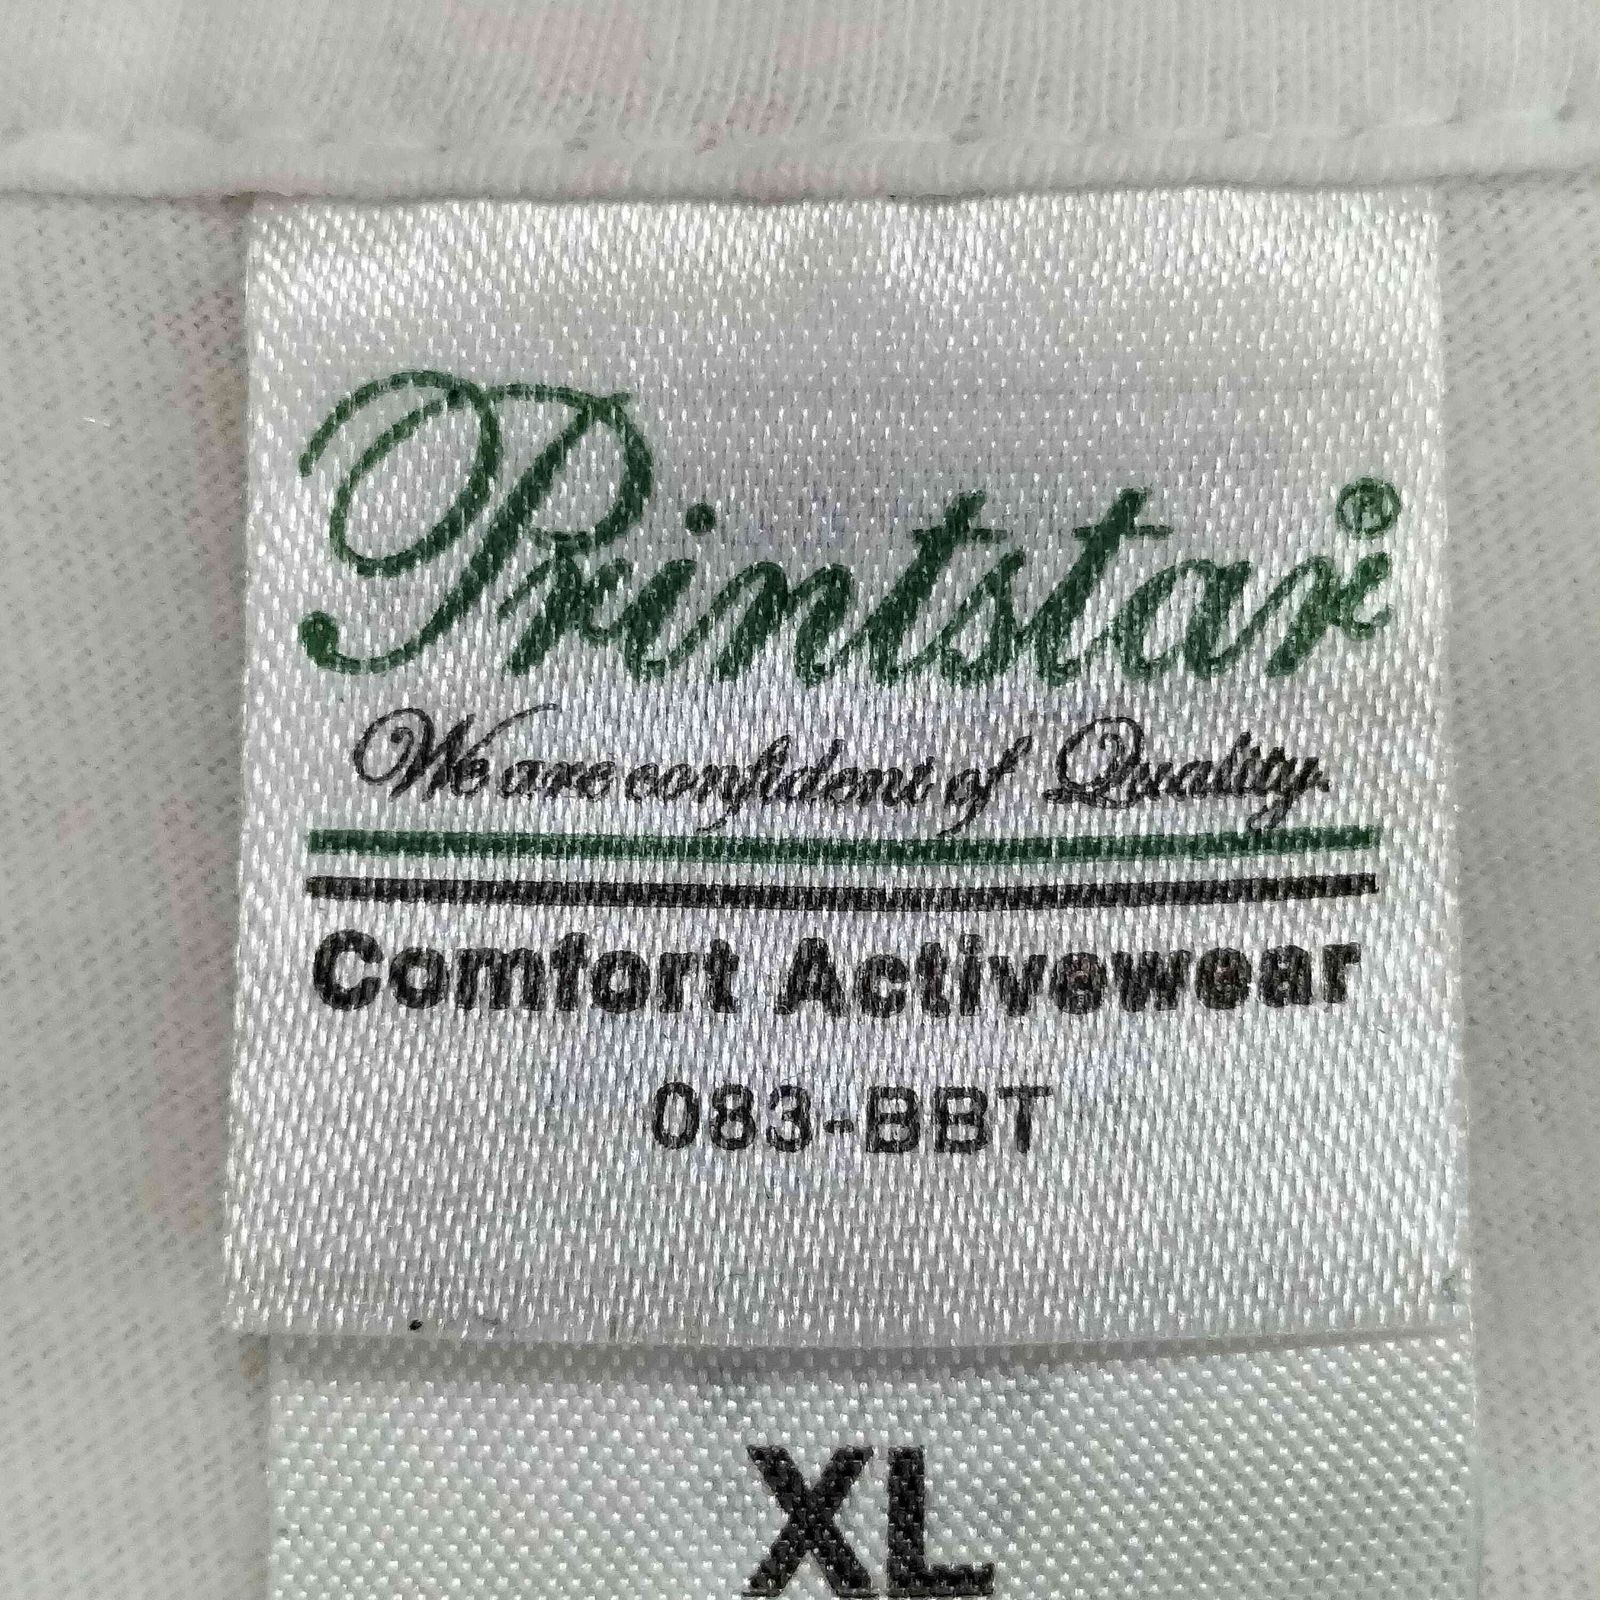 Printstar®
We are confident of Quality.
Comfort Activewear
083-BBT
XL